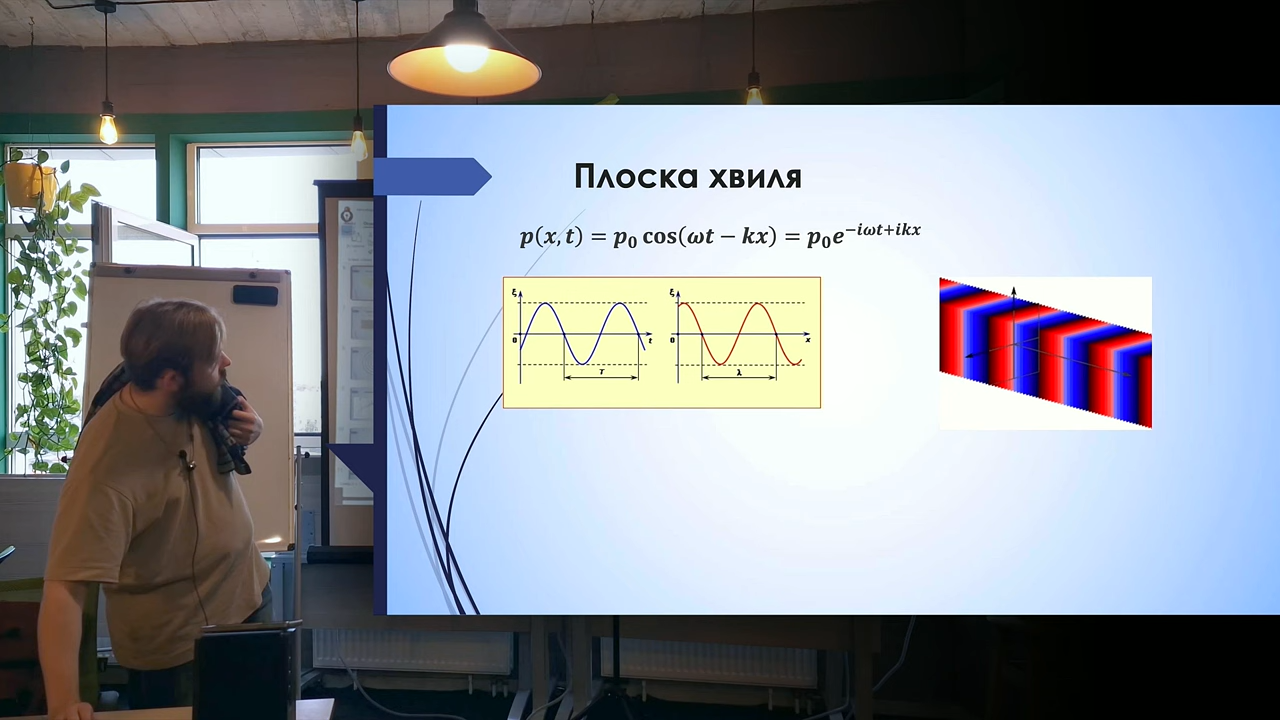 Плоска хвиля
p(x, t) = p₀ cos(ωt − kx) = p₀e^{−iωt+ikx}
ξ ξ
0 t 0 x
T λ